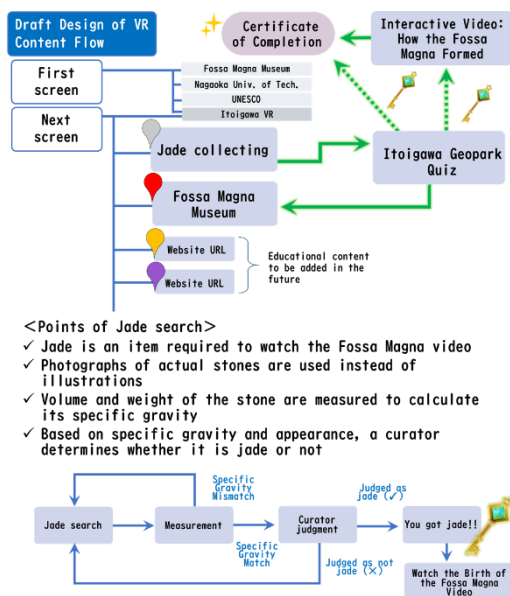 Draft Design of VR
Content Flow
Certificate
of Completion
Interactive Video:
How the Fossa
Magna Formed
First
screen
Fossa Magna Museum
Nagaoka Univ. of Tech.
UNESCO
Itoigawa VR
Next
screen
Jade collecting
Itoigawa Geopark
Quiz
Fossa Magna
Museum
Website URL
Website URL
Educational content
to be added in the
future
<Points of Jade search>
✓ Jade is an item required to watch the Fossa Magna video
✓ Photographs of actual stones are used instead of
illustrations
✓ Volume and weight of the stone are measured to calculate
its specific gravity
✓ Based on specific gravity and appearance, a curator
determines whether it is jade or not
Specific
Gravity
Mismatch
Judged as
jade (✓)
Jade search
Measurement
Curator
judgment
You got jade!!
Specific
Gravity
Match
Judged as not
jade (×)
Watch the Birth of
the Fossa Magna
Video